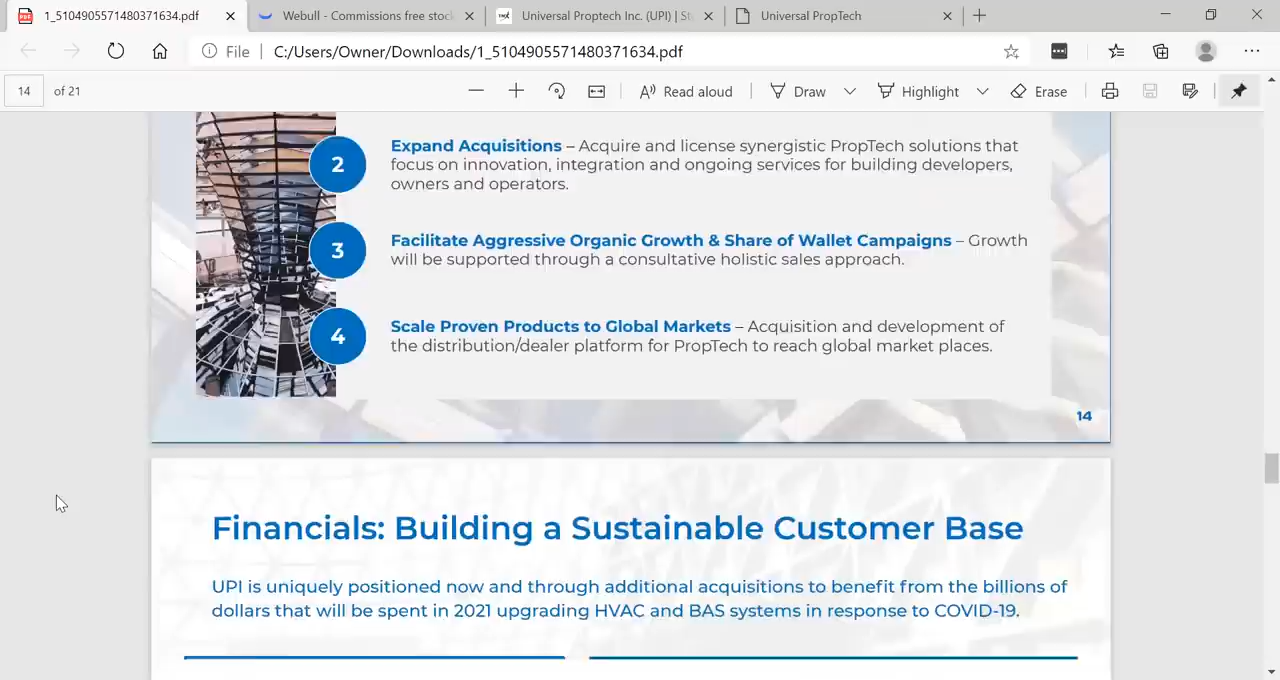 1_5104905571480371634.pdf
Webull - Commissions free stock
Universal Proptech Inc. (UPI) | St
Universal PropTech
File
C:/Users/Owner/Downloads/1_5104905571480371634.pdf
14 of 21
Read aloud
Draw
Highlight
Erase
2
Expand Acquisitions – Acquire and license synergistic PropTech solutions that
focus on innovation, integration and ongoing services for building developers,
owners and operators.
3
Facilitate Aggressive Organic Growth & Share of Wallet Campaigns – Growth
will be supported through a consultative holistic sales approach.
4
Scale Proven Products to Global Markets – Acquisition and development of
the distribution/dealer platform for PropTech to reach global market places.
14
Financials: Building a Sustainable Customer Base
UPI is uniquely positioned now and through additional acquisitions to benefit from the billions of
dollars that will be spent in 2021 upgrading HVAC and BAS systems in response to COVID-19.